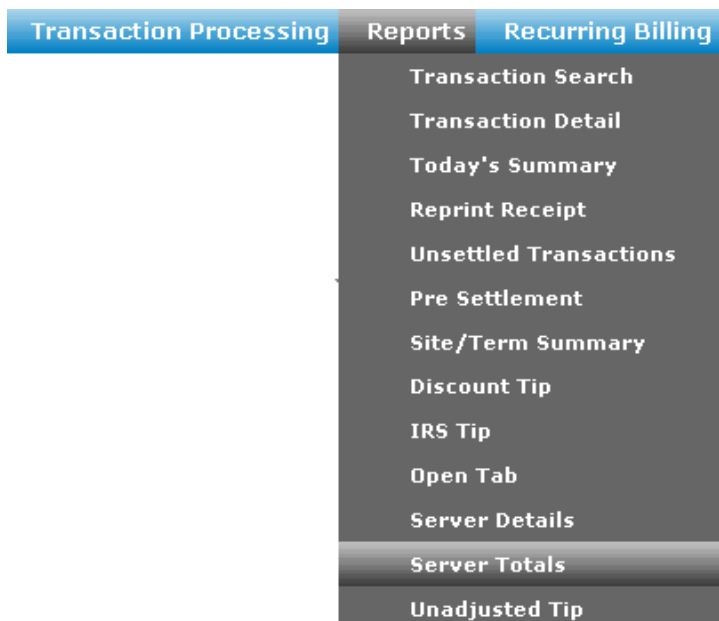 Transaction Processing Reports Recurring Billing
Transaction Search
Transaction Detail
Today's Summary
Reprint Receipt
Unsettled Transactions
Pre Settlement
Site/Term Summary
Discount Tip
IRS Tip
Open Tab
Server Details
Server Totals
Unadjusted Tip